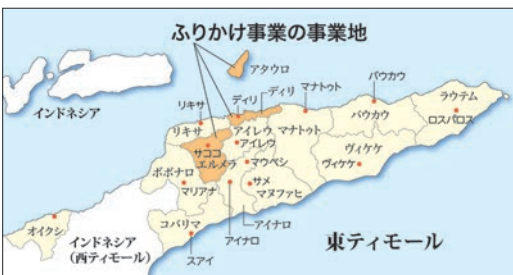 ふりかけ事業の事業地
アタウロ
インドネシア
リキサ
ディリ
ディリ
マナトゥト
バウカウ
ラウテム
リキサ
アイレウ
マナトゥト
バウカウ
ロスパロス
サココ
アイレウ
エルメラ
マウベシ
ヴィケケ
ボボナロ
ヴィケケ
マリアナ
サメ
マヌファヒ
オイクシ
コバリマ
アイナロ
インドネシア
(西ティモール)
アイナロ
スアイ
東ティモール